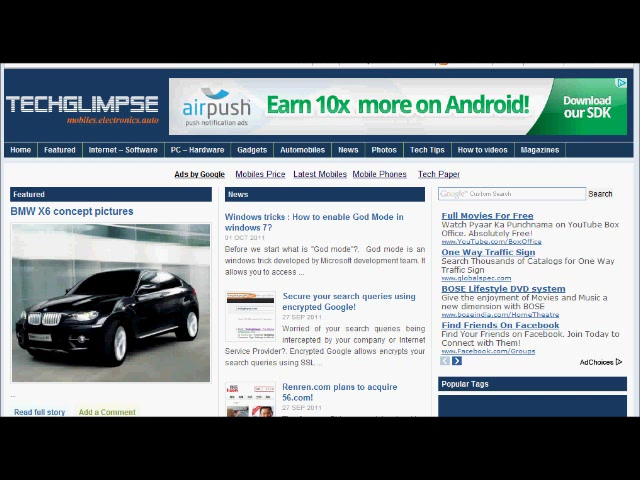 TECHGLIMPSE
mobiles.electronics.auto
airpush
push notification ads
Earn 10x more on Android!
Download
our SDK
Home Featured Internet – Software PC – Hardware Gadgets Automobiles News Photos Tech Tips How to videos Magazines
Ads by Google Mobiles Price Latest Mobiles Mobile Phones Tech Paper
Featured
BMW X6 concept pictures
...
Read full story Add a Comment
News
Windows tricks : How to enable God Mode in
windows 7?
01 OCT 2011
Before we start what is "God mode"?. God mode is an
windows trick developed by Microsoft development team. It
allows you to access ...
Secure your search queries using
encrypted Google!
27 SEP 2011
Worried of your search queries being
intercepted by your company or Internet
Service Provider?. Encrypted Google allows encrypts your
search queries using SSL ...
Renren.com plans to acquire
56.com!
27 SEP 2011
Google Custom Search Search
Full Movies For Free
Watch Pyaar Ka Punchnama on YouTube Box
Office. Absolutely Free!
www.YouTube.com/BoxOffice
One Way Traffic Sign
Search Thousands of Catalogs for One Way
Traffic Sign
www.globalspec.com
BOSE Lifestyle DVD system
Give the enjoyment of Movies and Music a
new dimension with BOSE
www.boseindia.com/HomeTheatre
Find Friends On Facebook
Find Your Friends on Facebook. Join Today to
Connect with Them!
www.Facebook.com/Groups
AdChoices
Popular Tags